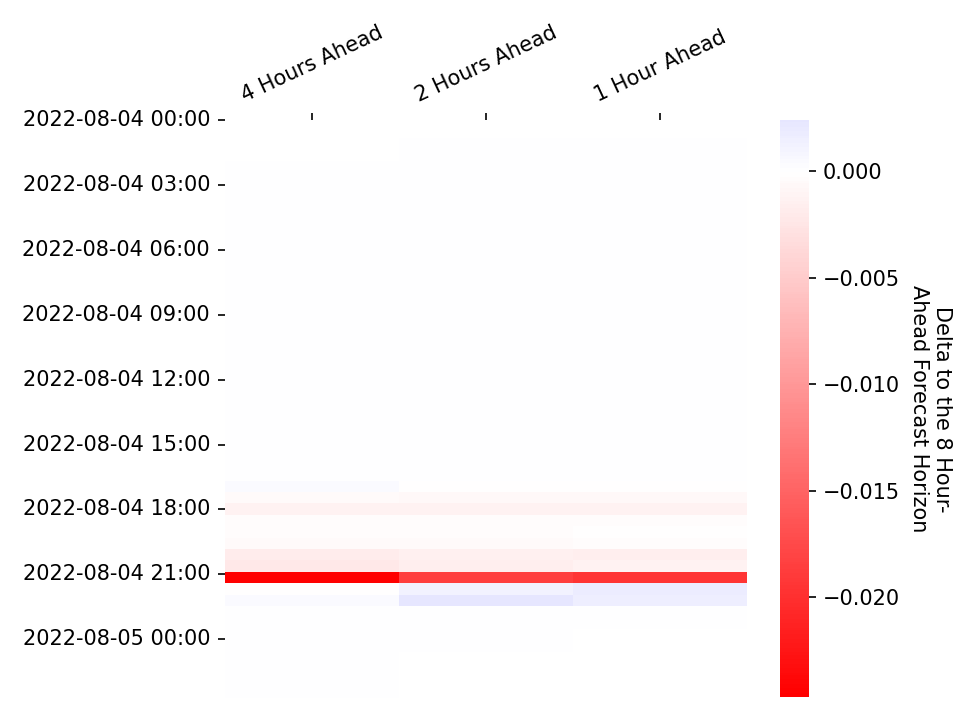 4 Hours Ahead
2 Hours Ahead
1 Hour Ahead
2022-08-04 00:00
2022-08-04 03:00
2022-08-04 06:00
2022-08-04 09:00
2022-08-04 12:00
2022-08-04 15:00
2022-08-04 18:00
2022-08-04 21:00
2022-08-05 00:00
0.000
−0.005
−0.010
−0.015
−0.020
Delta to the 8 Hour-
Ahead Forecast Horizon